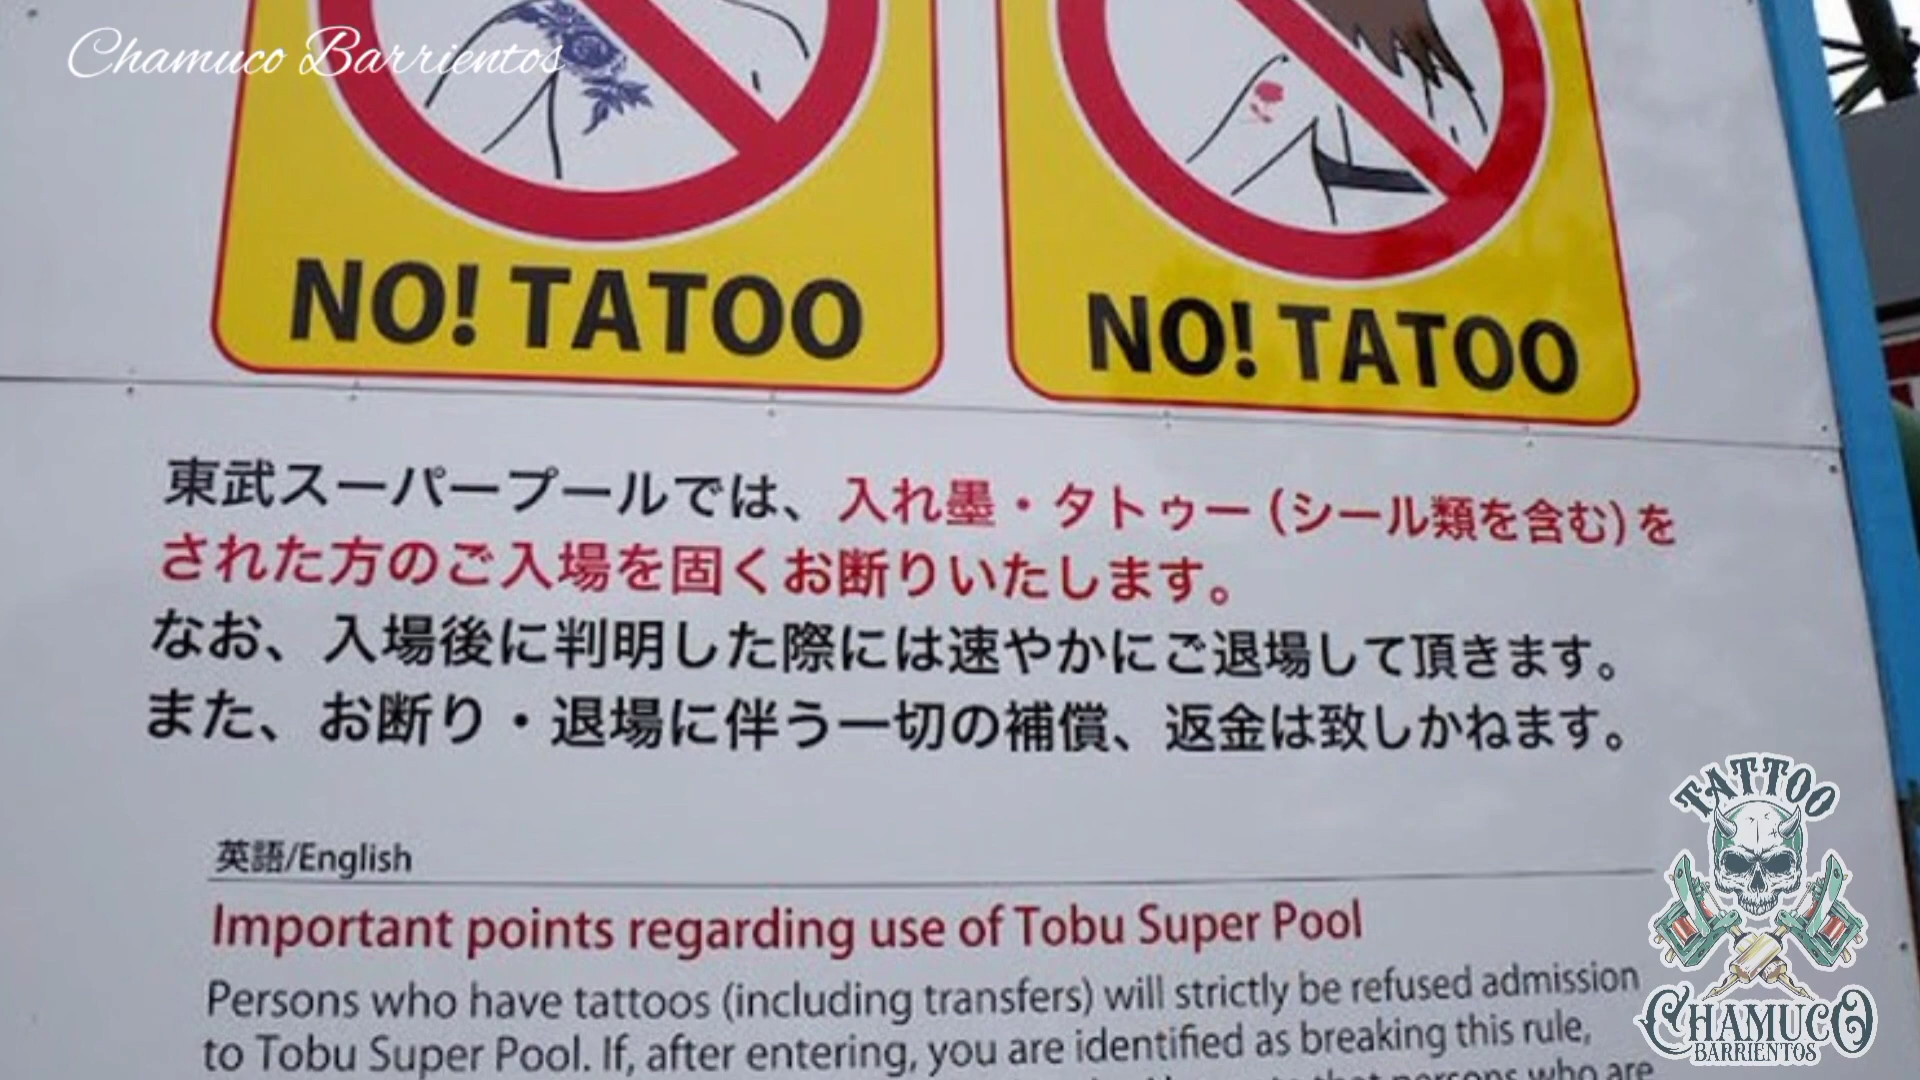 Chamuco Barrientos
NO! TATOO
NO! TATOO
東武スーパープールでは、入れ墨・タトゥー(シール類を含む)を
された方のご入場を固くお断りいたします。
なお、入場後に判明した際には速やかにご退場して頂きます。
また、お断り・退場に伴う一切の補償、返金は致しかねます。
英語/English
Important points regarding use of Tobu Super Pool
Persons who have tattoos (including transfers) will strictly be refused admission
to Tobu Super Pool. If, after entering, you are identified as breaking this rule,
that persons who are
TATTOO
CHAMUCO
BARRIENTOS